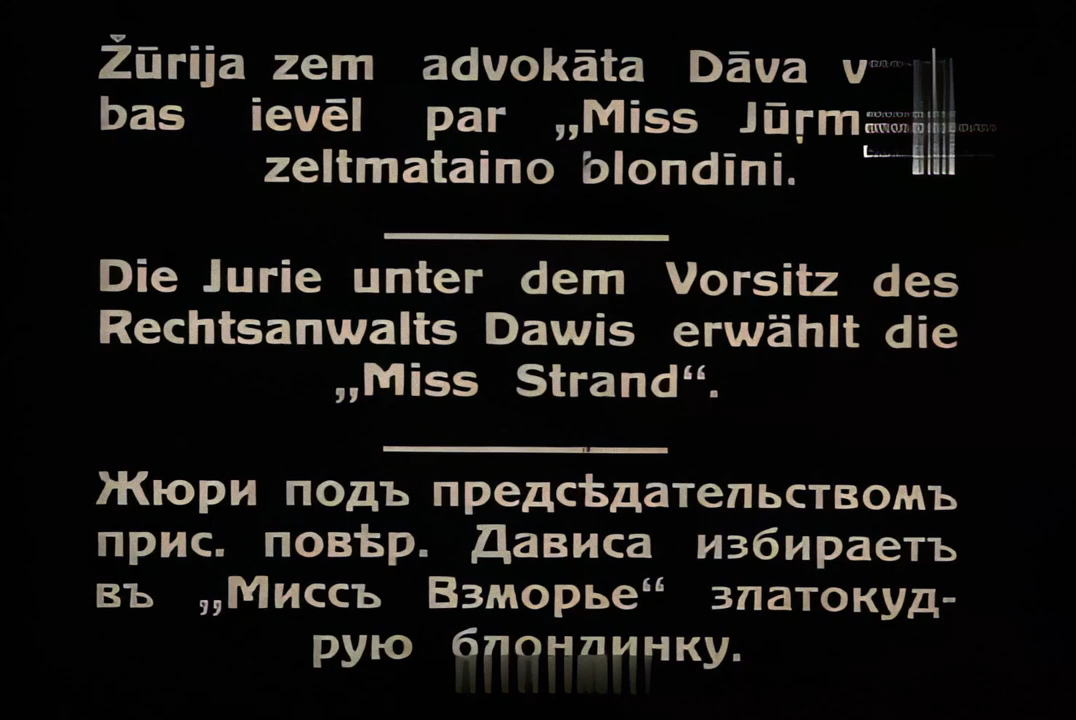 Žūrija zem advokāta Dāva
bas ievēl par „Miss
zeltmataino blondīni.
Die Jurie unter dem Vorsitz des
Rechtsanwalts Dawis erwählt die
„Miss Strand“.
Жюри подъ предсѣдательствомъ
прис. повѣр. Дависа избираетъ
въ „Миссъ Взморье“ златокуд-
рую блондинку.